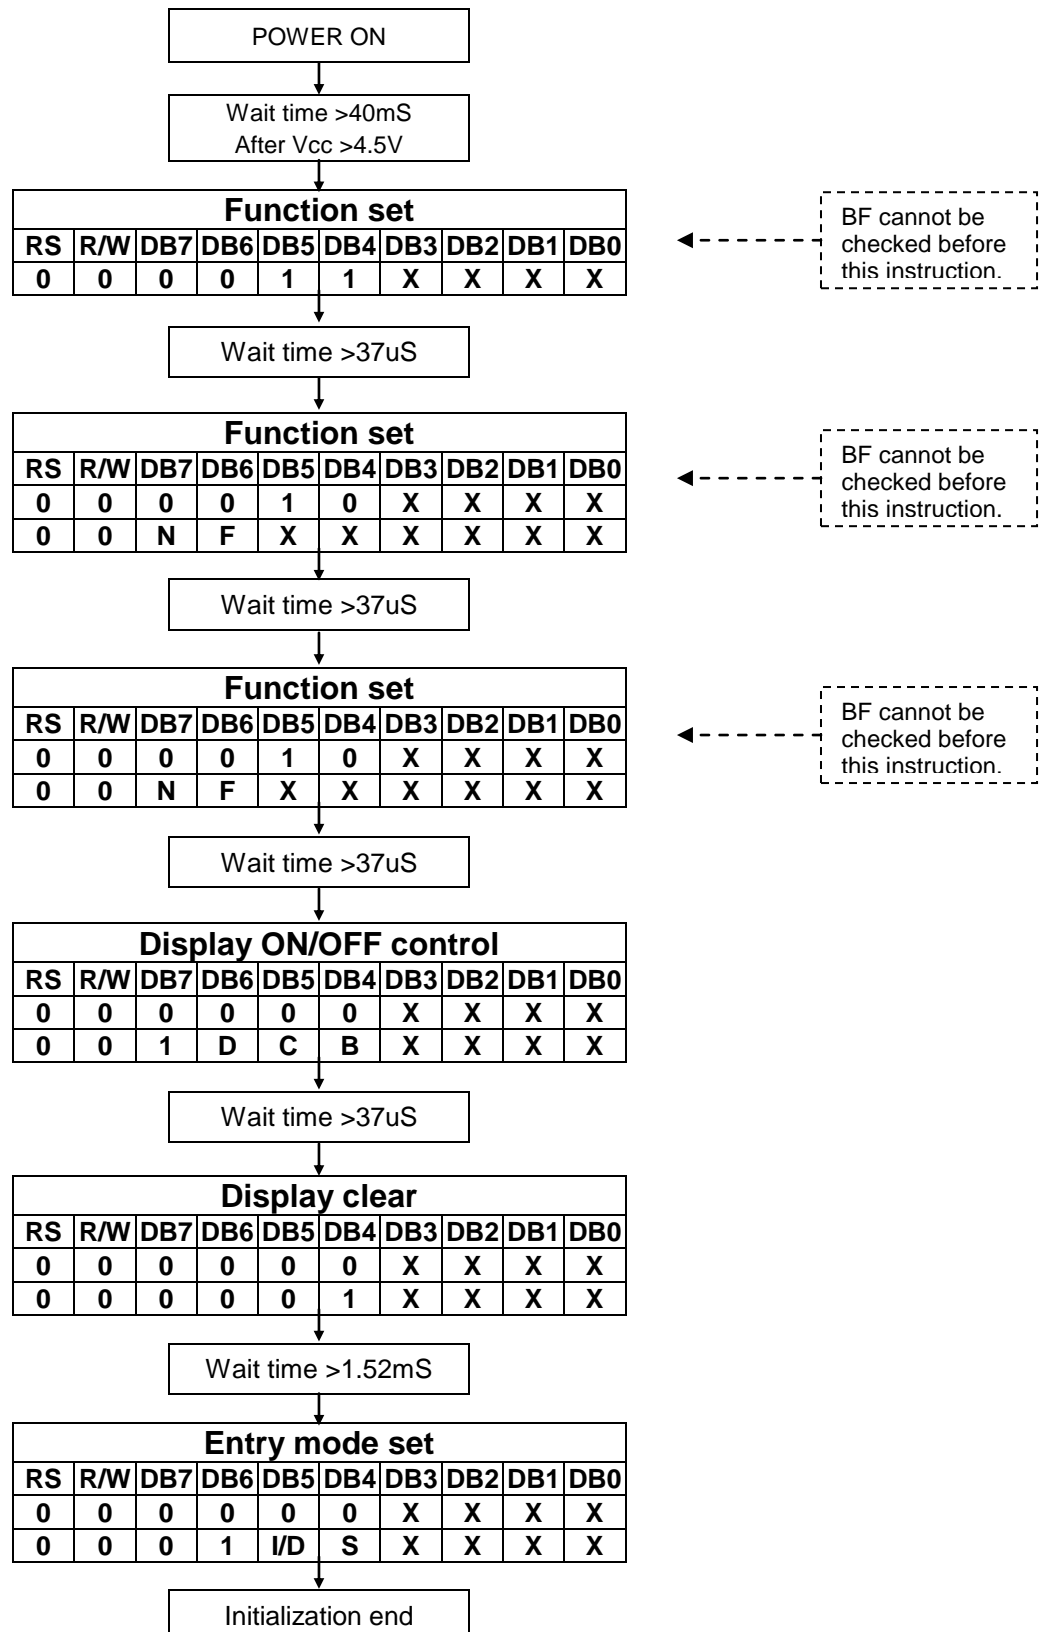 POWER ON
Wait time >40mS
After Vcc >4.5V
Function set
RS R/W DB7 DB6 DB5 DB4 DB3 DB2 DB1 DB0
0 0 0 0 1 1 X X X X
BF cannot be
checked before
this instruction.
Wait time >37uS
Function set
RS R/W DB7 DB6 DB5 DB4 DB3 DB2 DB1 DB0
0 0 0 0 1 0 X X X X
0 0 N F X X X X X X
BF cannot be
checked before
this instruction.
Wait time >37uS
Function set
RS R/W DB7 DB6 DB5 DB4 DB3 DB2 DB1 DB0
0 0 0 0 1 0 X X X X
0 0 N F X X X X X X
BF cannot be
checked before
this instruction.
Wait time >37uS
Display ON/OFF control
RS R/W DB7 DB6 DB5 DB4 DB3 DB2 DB1 DB0
0 0 0 0 0 0 X X X X
0 0 1 D C B X X X X
Wait time >37uS
Display clear
RS R/W DB7 DB6 DB5 DB4 DB3 DB2 DB1 DB0
0 0 0 0 0 0 X X X X
0 0 0 0 0 1 X X X X
Wait time >1.52mS
Entry mode set
RS R/W DB7 DB6 DB5 DB4 DB3 DB2 DB1 DB0
0 0 0 0 0 0 X X X X
0 0 0 1 I/D S X X X X
Initialization end